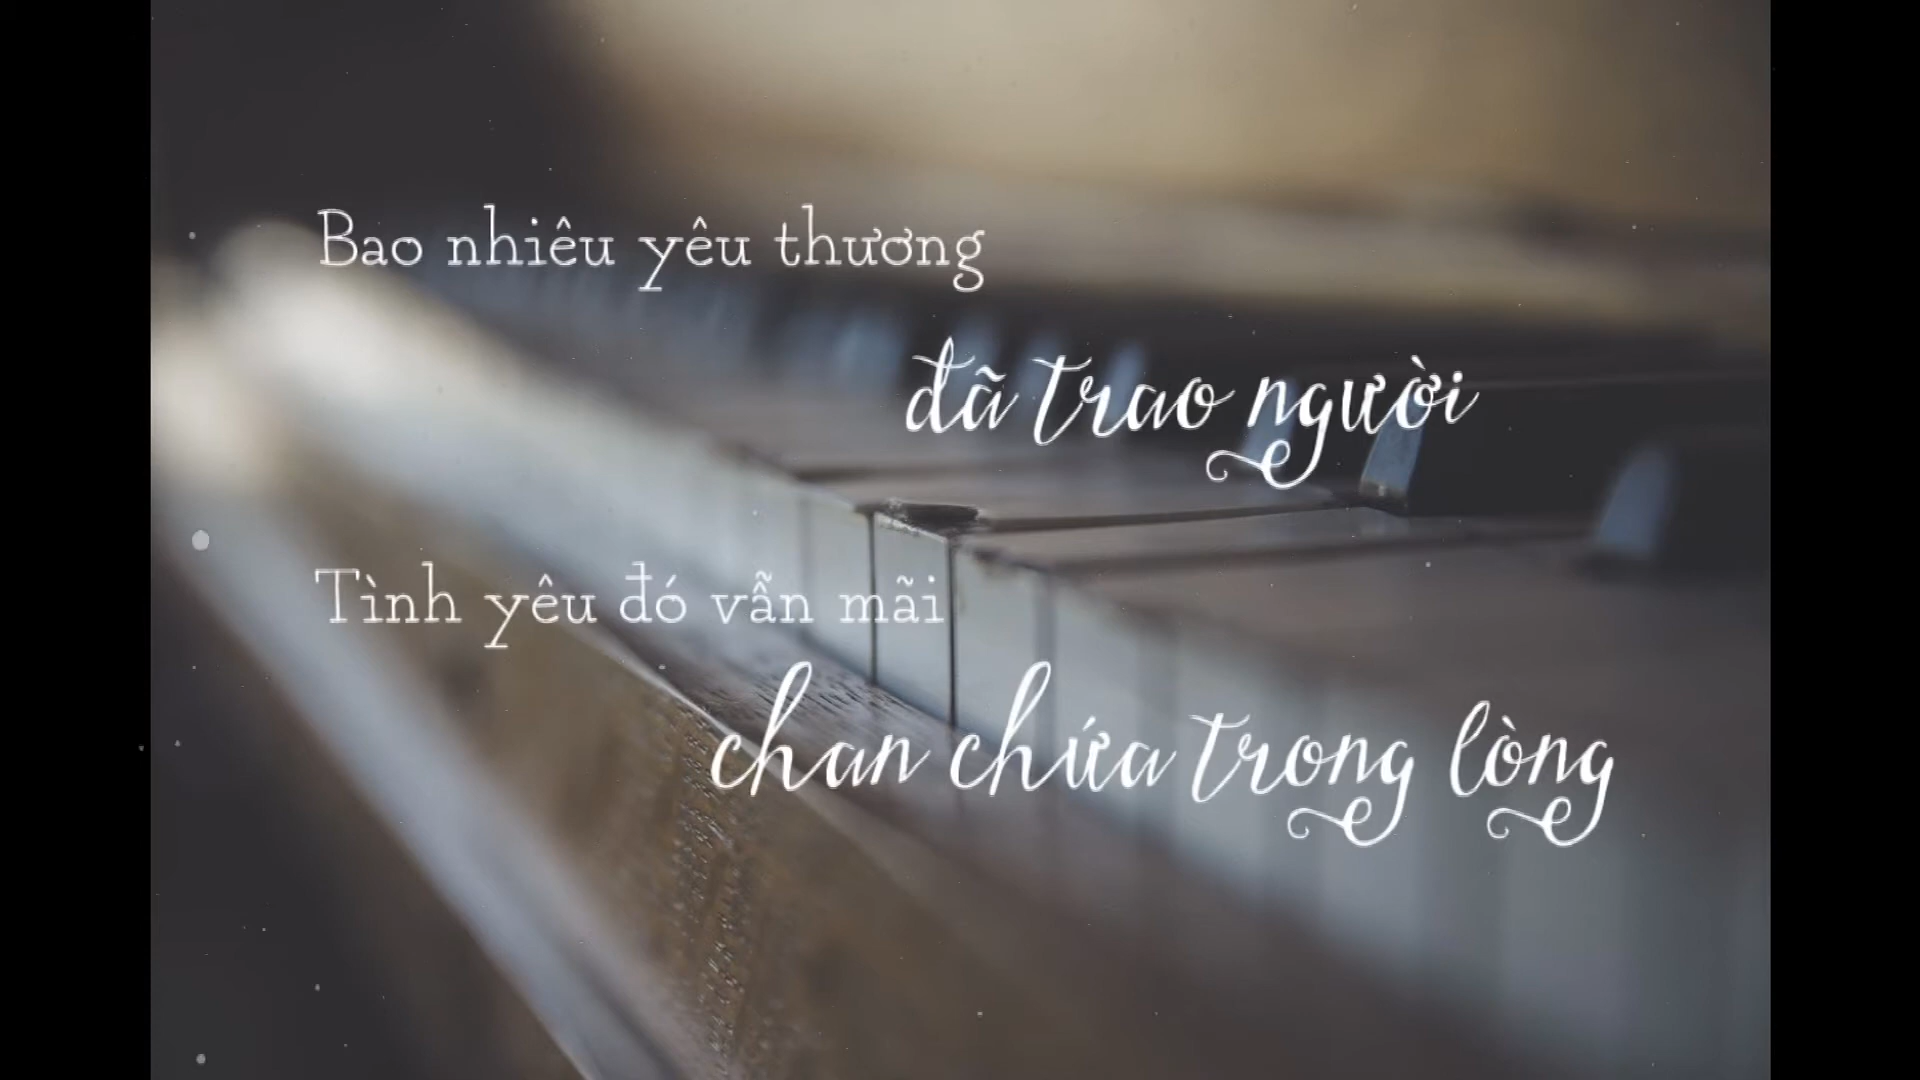 Bao nhiêu yêu thương
đã trao người
Tình yêu đó vẫn mãi
chan chứa trong lòng